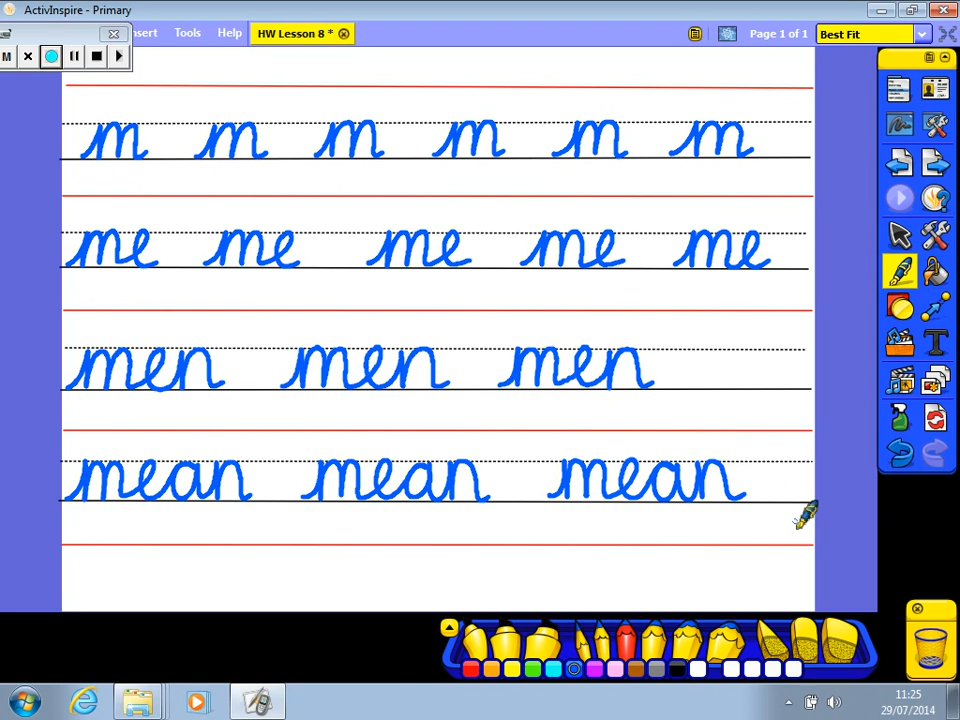 ActivInspire - Primary
nsert Tools Help HW Lesson 8 * Page 1 of 1 Best Fit
M
m m m m m m
me me me me me
men men men
mean mean mean
T
11:25
29/07/2014